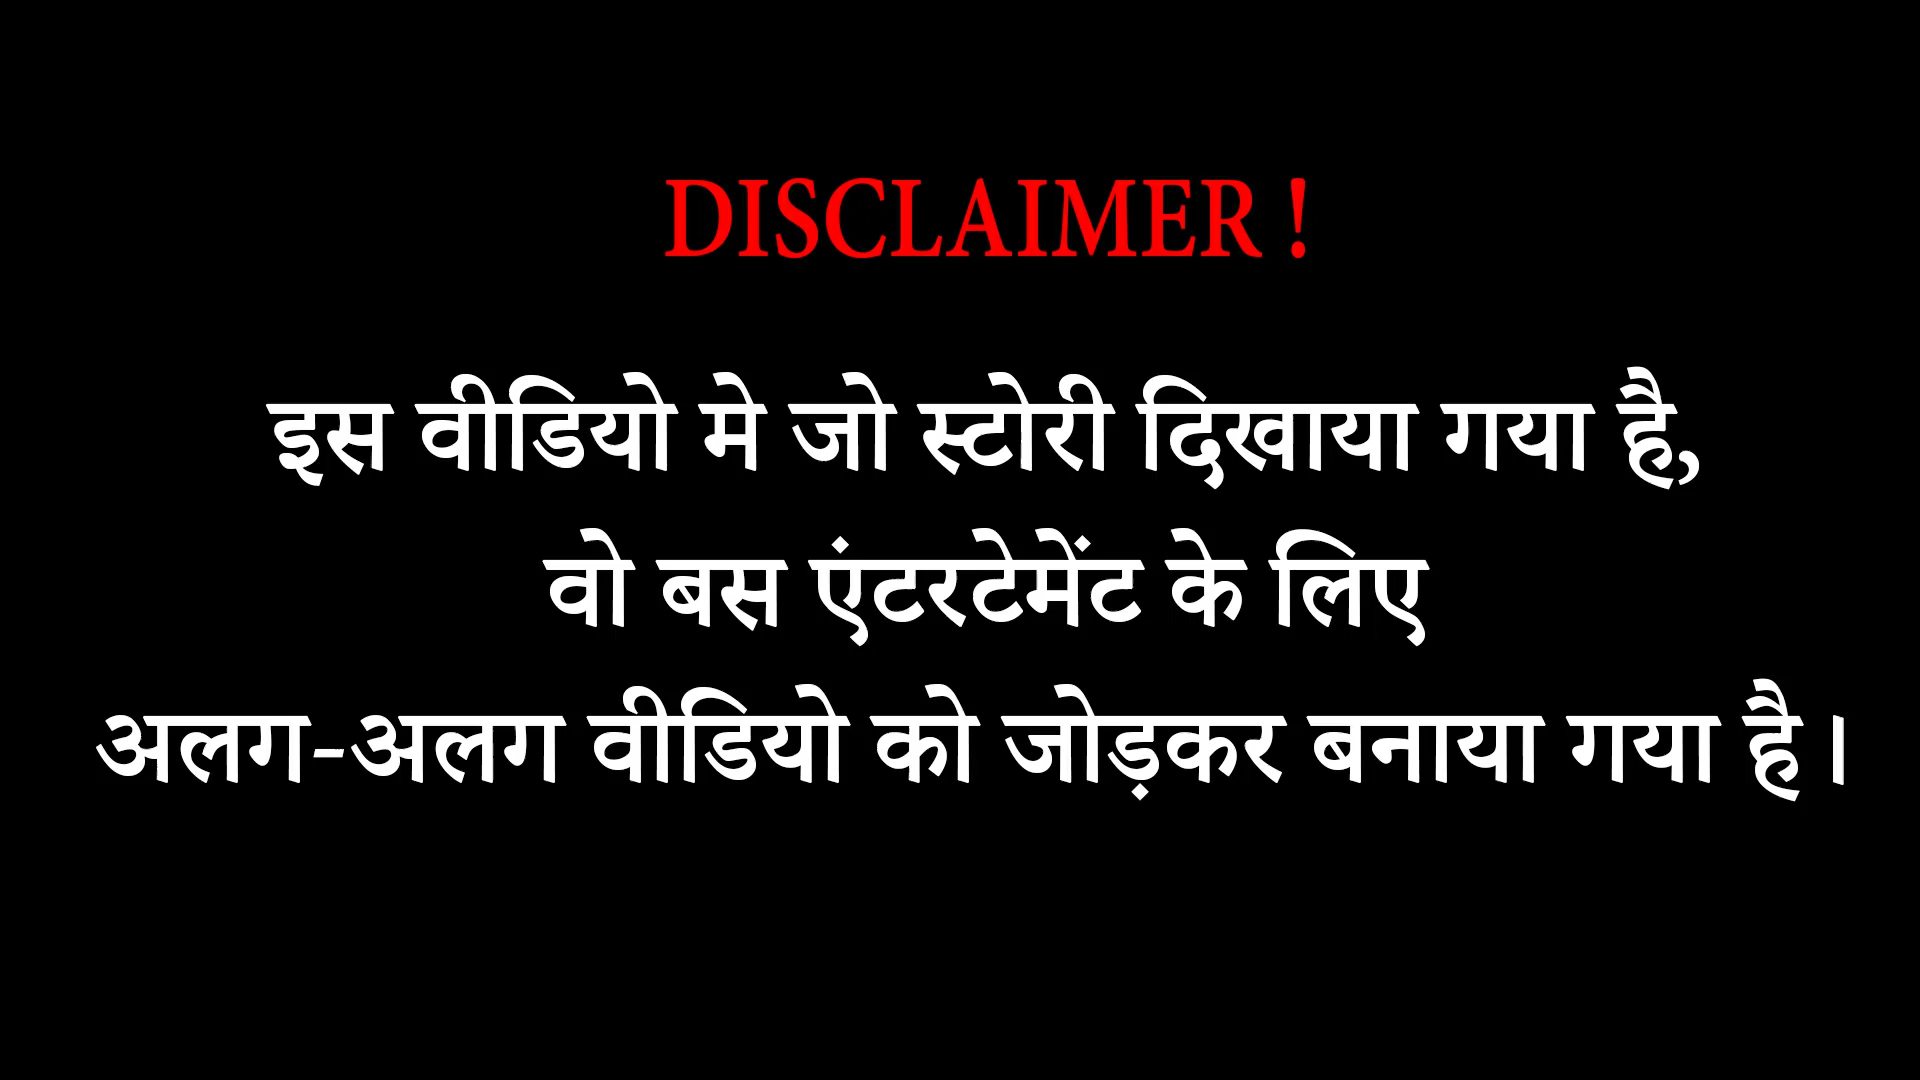 DISCLAIMER !
इस वीडियो मे जो स्टोरी दिखाया गया है,
वो बस एंटरटेमेंट के लिए
अलग-अलग वीडियो को जोड़कर बनाया गया है।